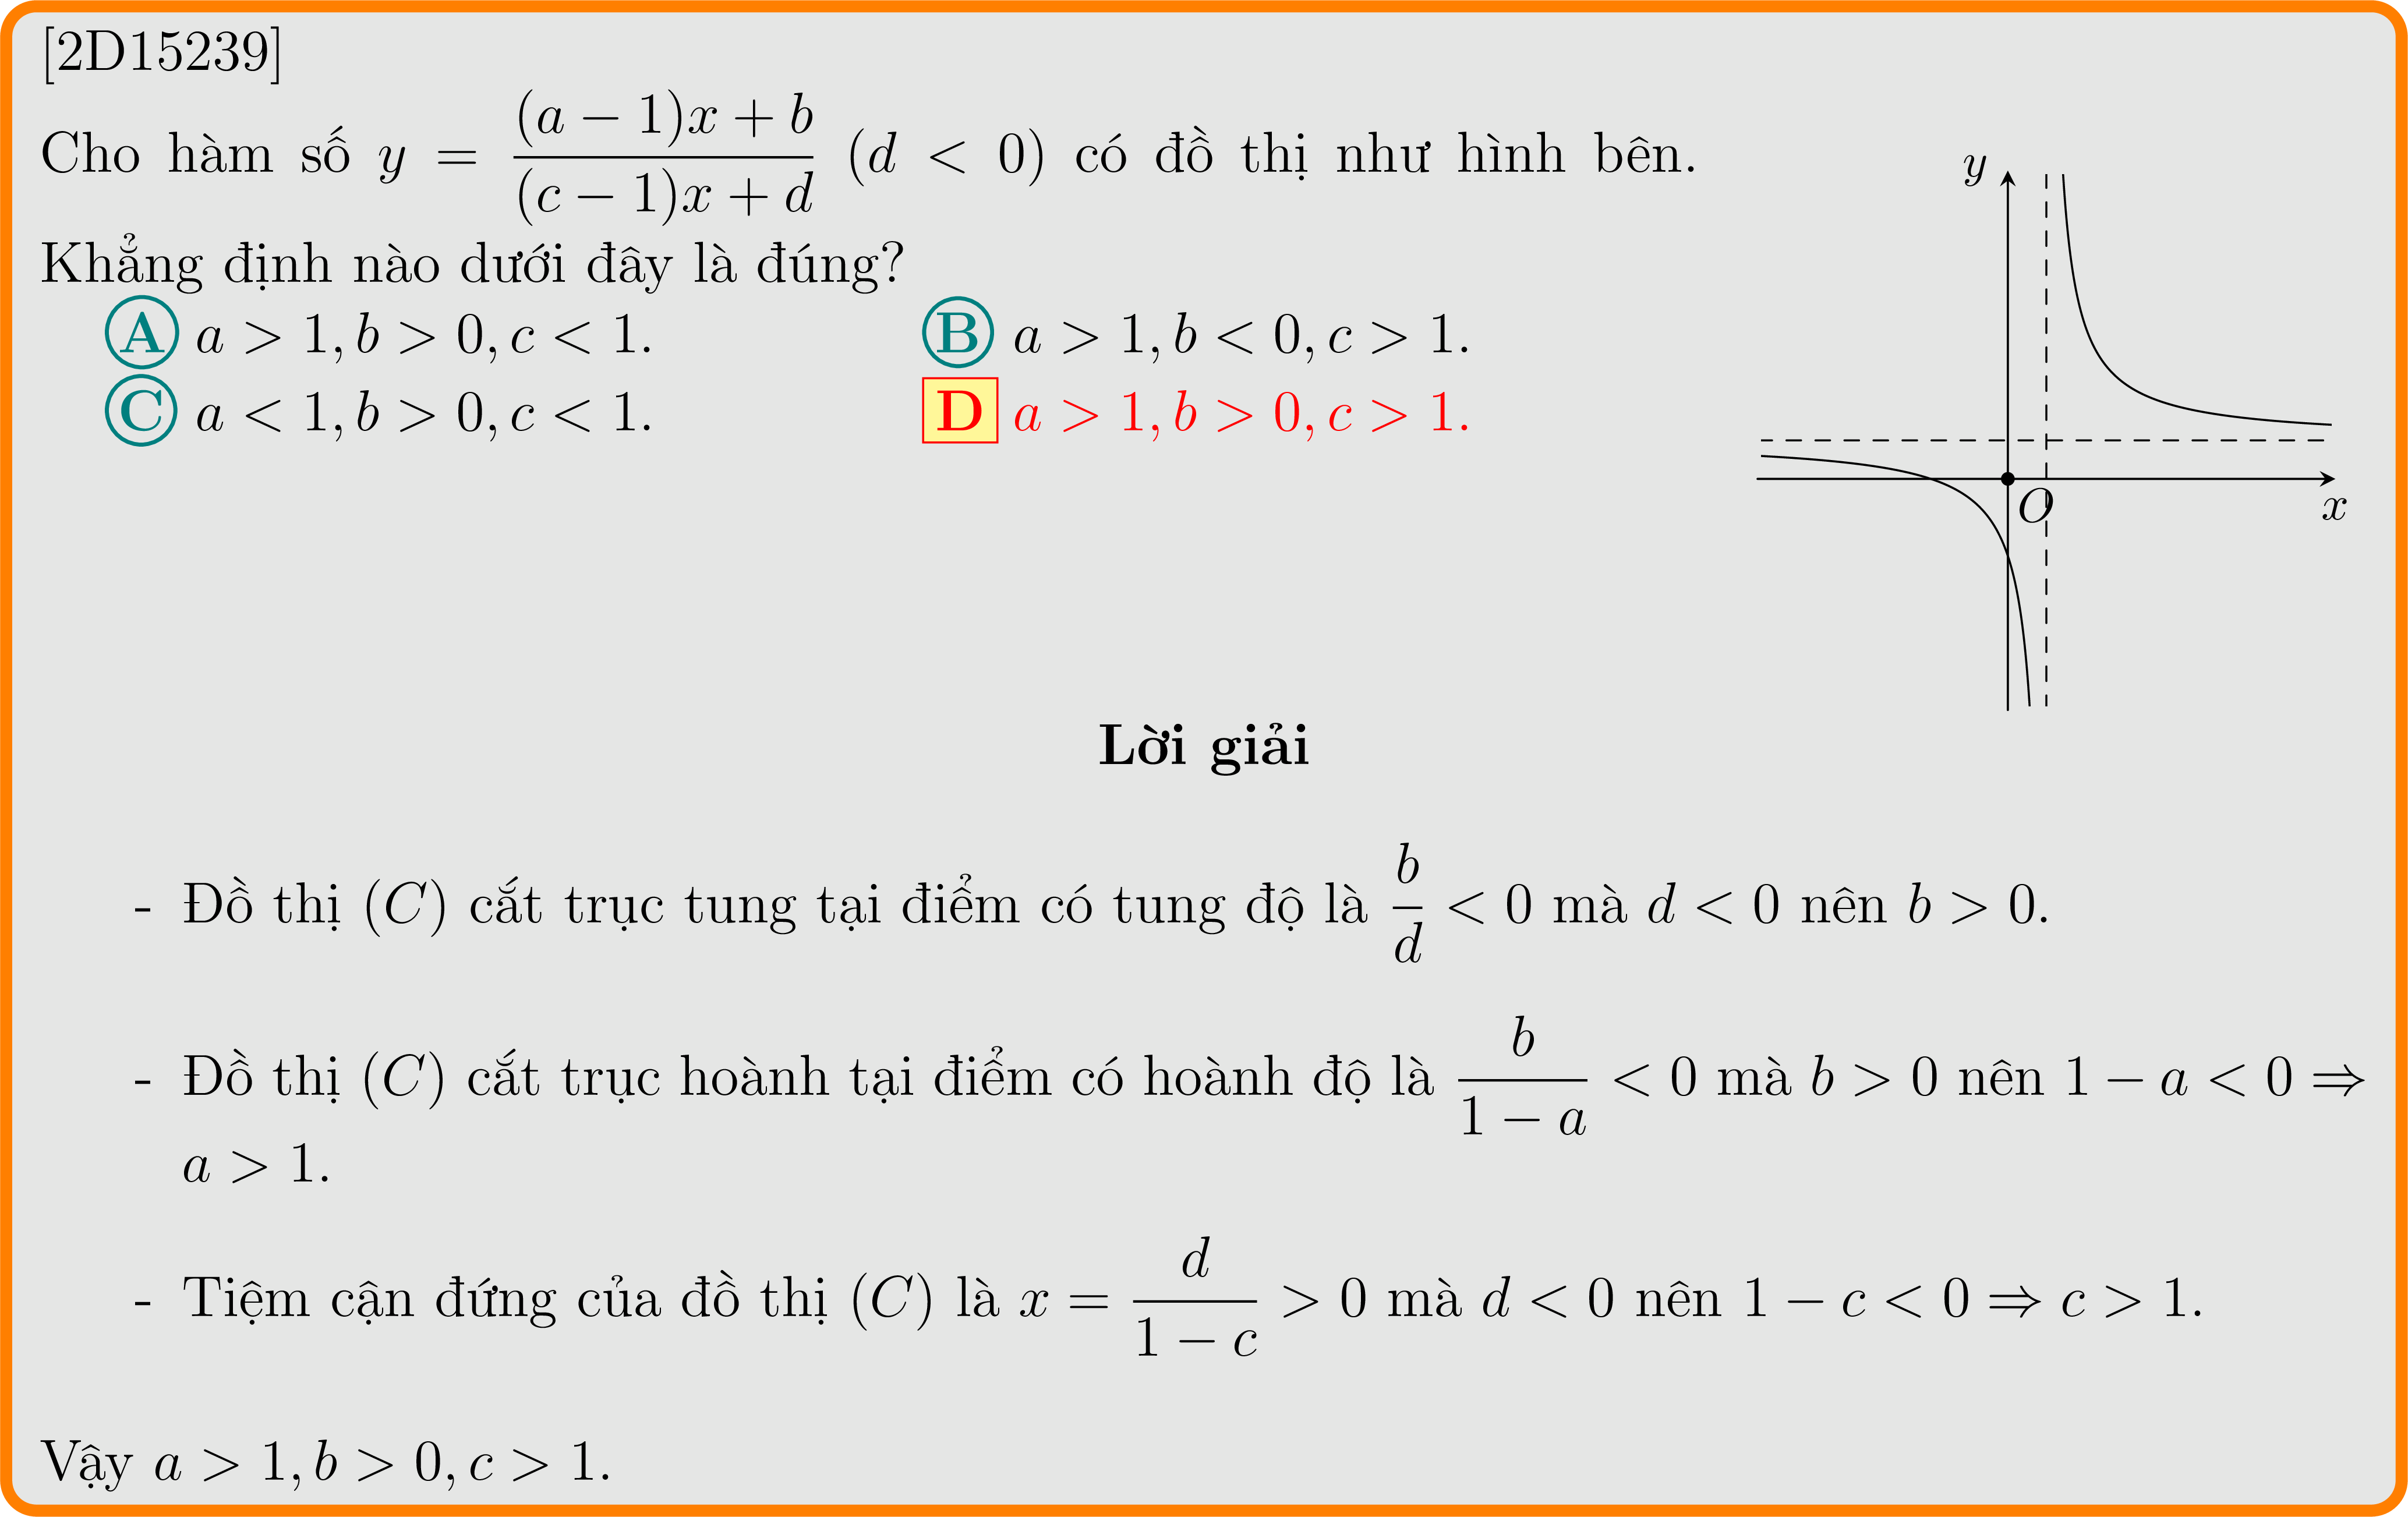 [2D15239]
Cho hàm số $y = \dfrac{(a-1)x+b}{(c-1)x+d}$ $(d < 0)$ có đồ thị như hình bên.
Khẳng định nào dưới đây là đúng?
A $a > 1, b > 0, c < 1.$
B $a > 1, b < 0, c > 1.$
C $a < 1, b > 0, c < 1.$
D $a > 1, b > 0, c > 1.$
y
O
x
Lời giải
- Đồ thị $(C)$ cắt trục tung tại điểm có tung độ là $\dfrac{b}{d} < 0$ mà $d < 0$ nên $b > 0.$
- Đồ thị $(C)$ cắt trục hoành tại điểm có hoành độ là $\dfrac{b}{1-a} < 0$ mà $b > 0$ nên $1 - a < 0 \Rightarrow$
$a > 1.$
- Tiệm cận đứng của đồ thị $(C)$ là $x = \dfrac{d}{1-c} > 0$ mà $d < 0$ nên $1 - c < 0 \Rightarrow c > 1.$
Vậy $a > 1, b > 0, c > 1.$